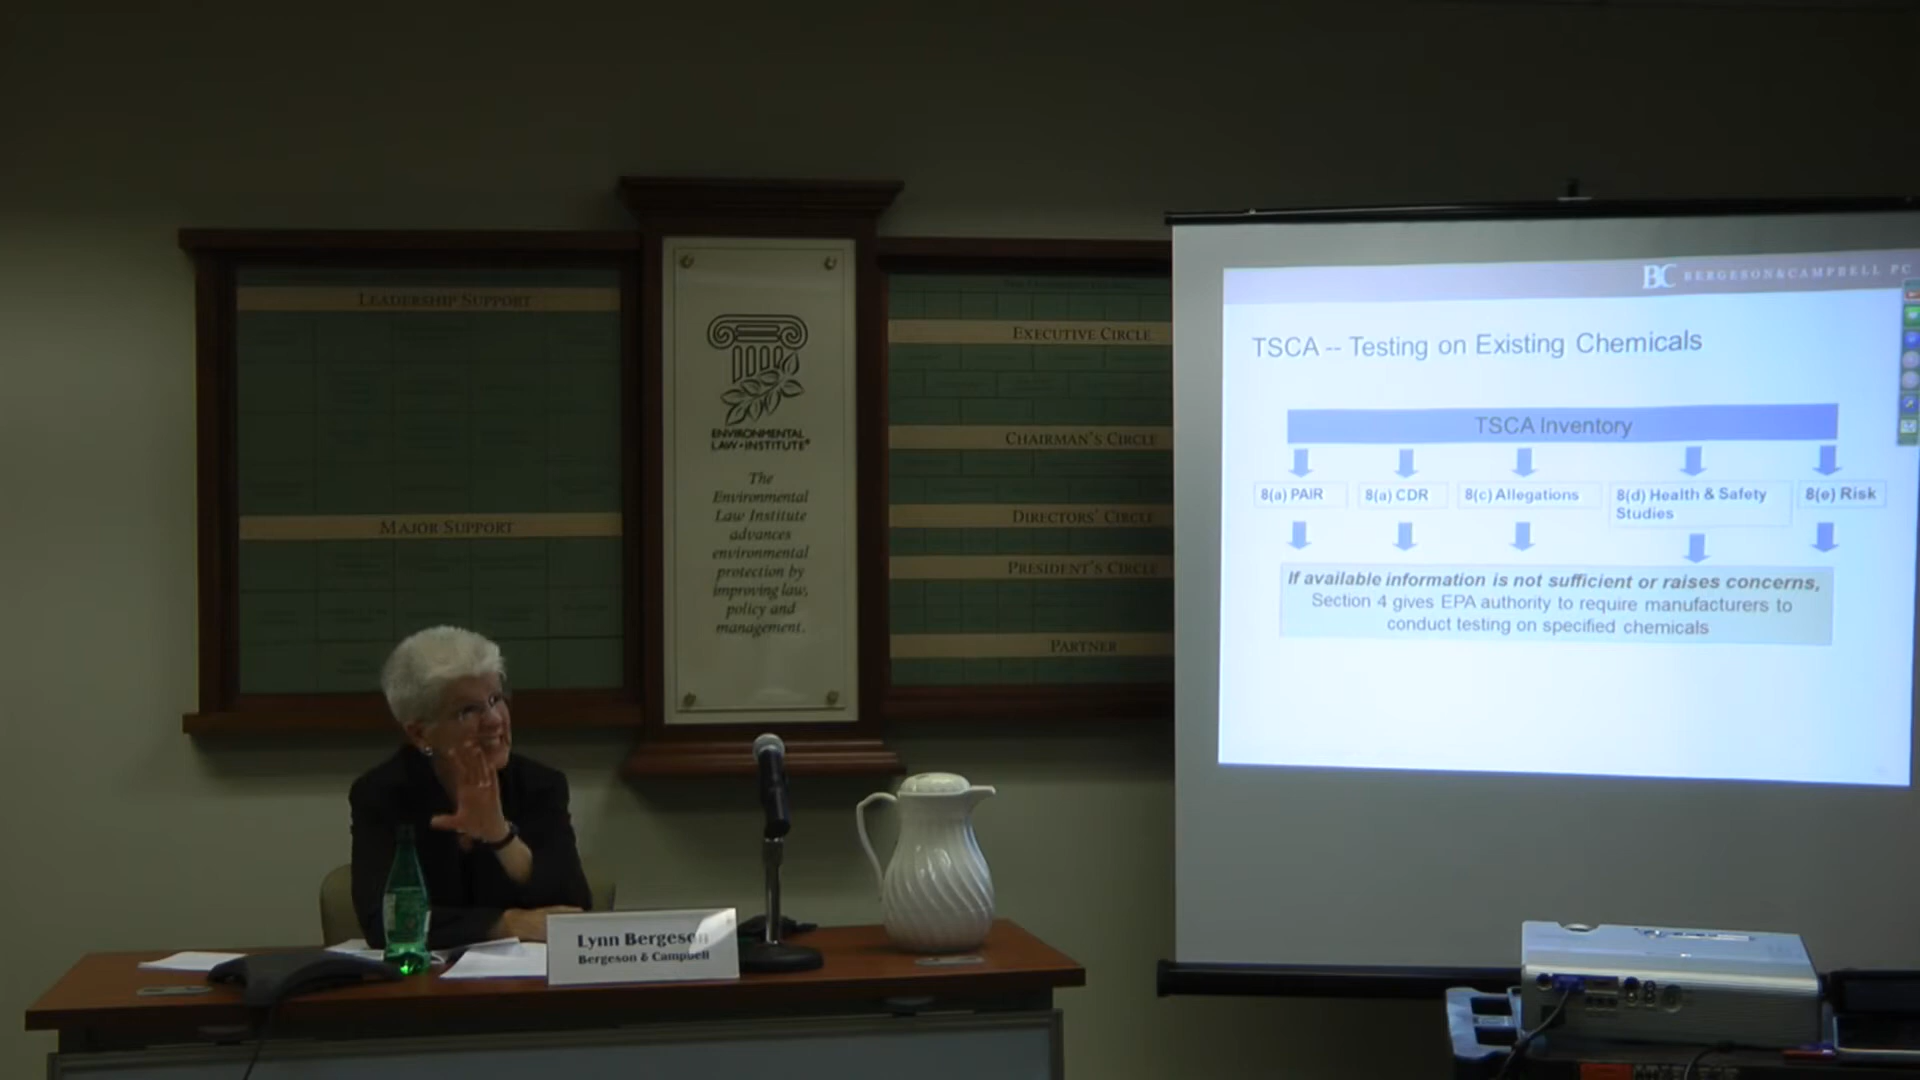 LEADERSHIP SUPPORT
MAJOR SUPPORT
ENVIRONMENTAL
LAW•INSTITUTE®
The
Environmental
Law Institute
advances
environmental
protection by
improving law,
policy and
management.
EXECUTIVE CIRCLE
CHAIRMAN'S CIRCLE
DIRECTORS' CIRCLE
PRESIDENT'S CIRCLE
PARTNER
BC BERGESON&CAMPBELL PC
TSCA -- Testing on Existing Chemicals
TSCA Inventory
8(a) PAIR
8(a) CDR
8(c) Allegations
8(d) Health & Safety
Studies
8(e) Risk
If available information is not sufficient or raises concerns,
Section 4 gives EPA authority to require manufacturers to
conduct testing on specified chemicals
Lynn Bergeson
Bergeson & Campbell